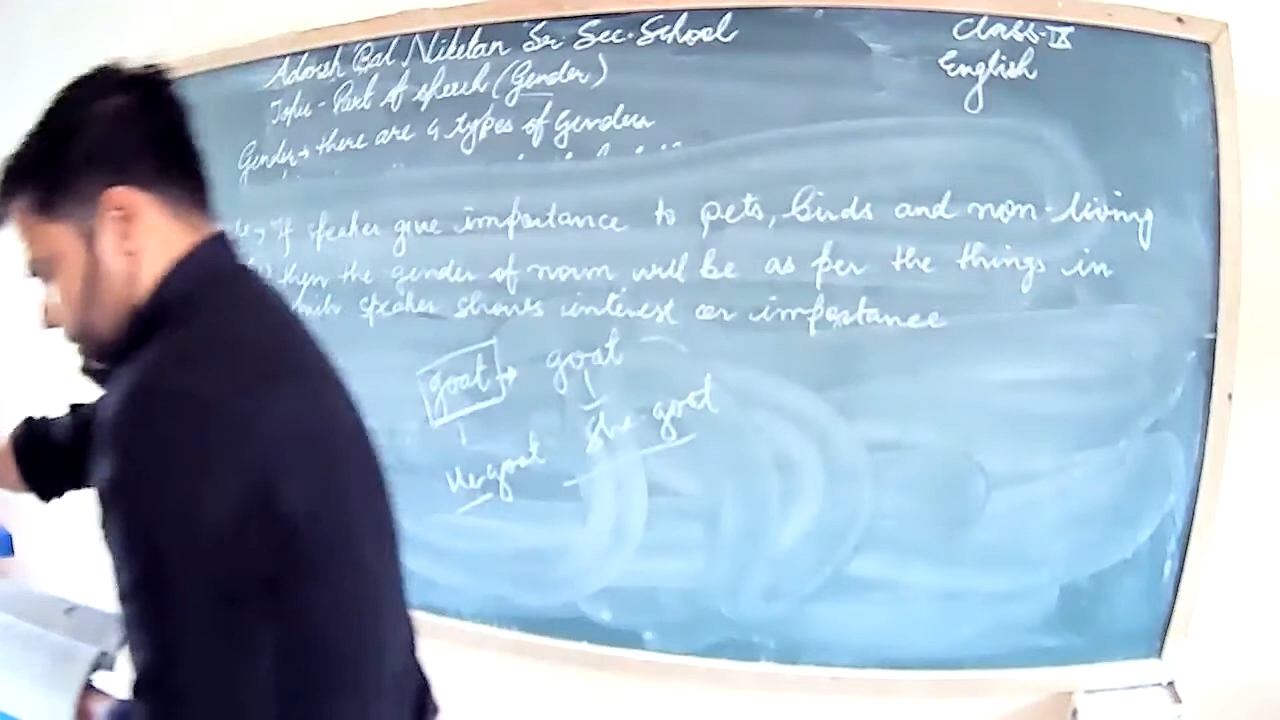 Adarsh Bal Niketan Sr. Sec. School
Class-IX
English
Topic - Part of speech (Gender)
Gender → there are 4 types of Genders
If speaker give importance to pets, birds and non-living
then the gender of noun will be as per the things in
which speaker shows interest or importance
goat → goat
He goat
She goat